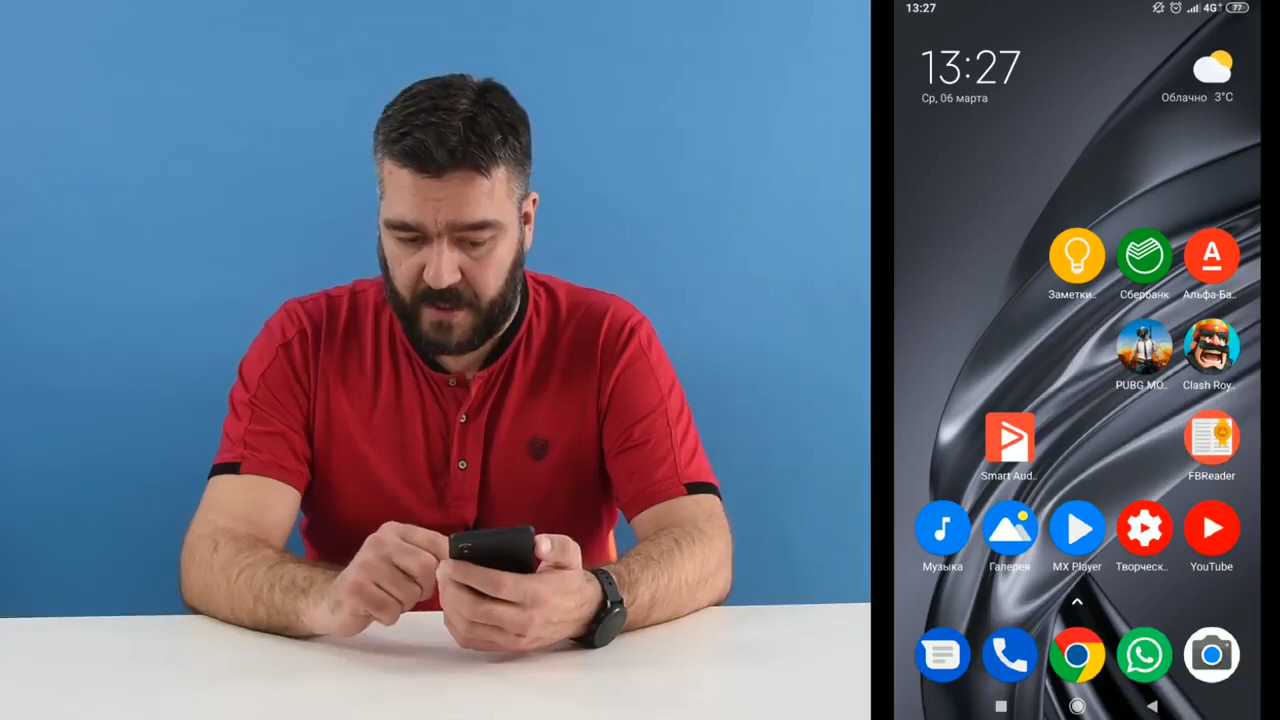 13:27
4G+ 77
13:27
Ср, 06 марта
Облачно 3°C
Заметки..
Сбербанк
Альфа-Ба..
PUBG MO..
Clash Roy..
Smart Aud..
FBReader
Музыка
Галерея
MX Player
Творческ..
YouTube